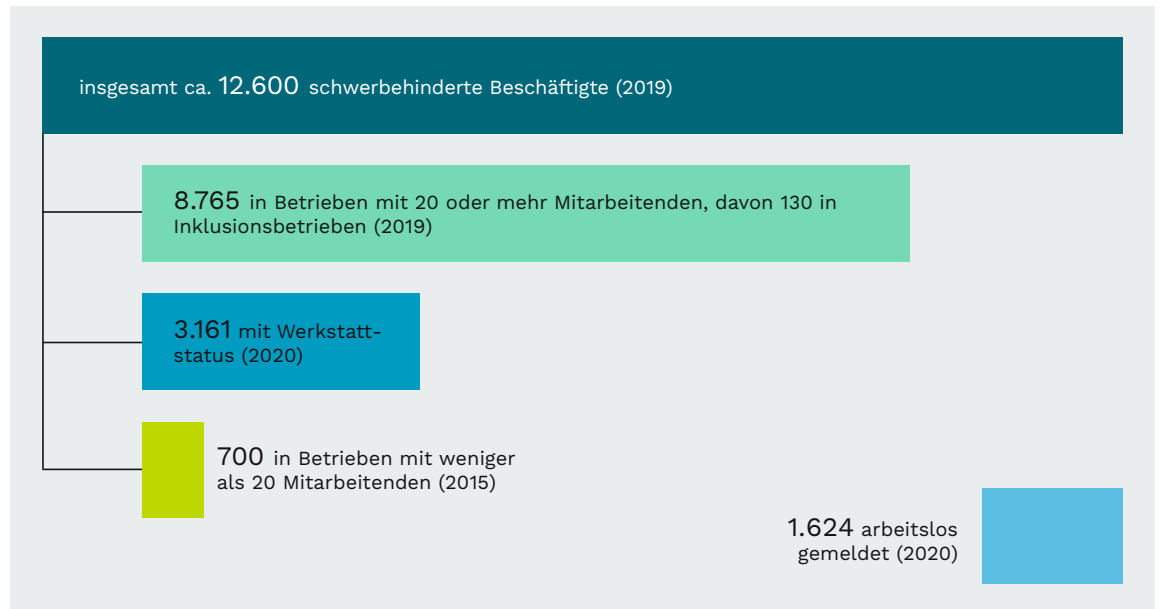 insgesamt ca. 12.600 schwerbehinderte Beschäftigte (2019)
8.765 in Betrieben mit 20 oder mehr Mitarbeitenden, davon 130 in
Inklusionsbetrieben (2019)
3.161 mit Werkstatt-
status (2020)
700 in Betrieben mit weniger
als 20 Mitarbeitenden (2015)
1.624 arbeitslos
gemeldet (2020)